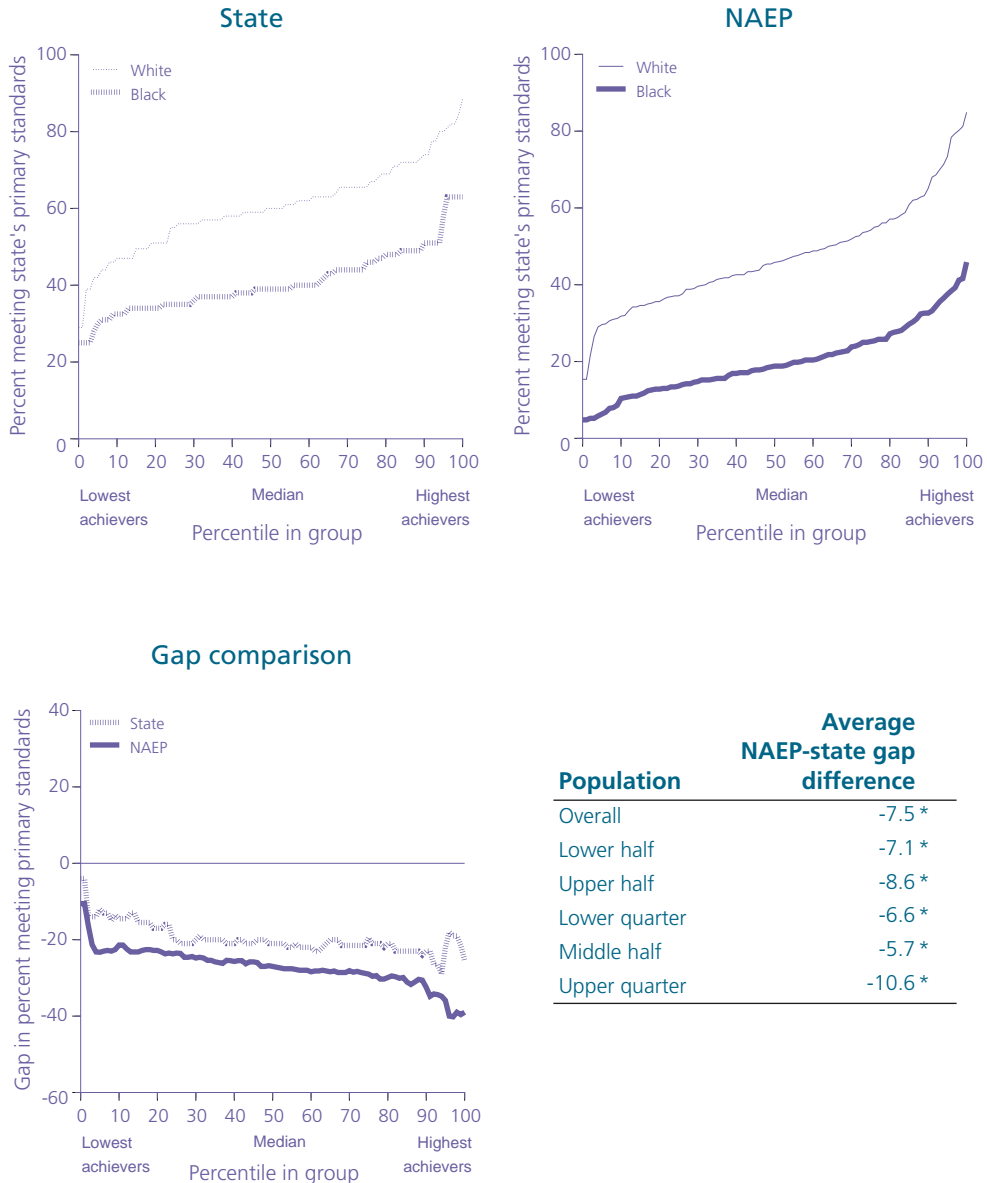 State
Percent meeting state's primary standards
100
80
60
40
20
0
White
Black
0 10 20 30 40 50 60 70 80 90 100
Lowest Median Highest
achievers achievers
Percentile in group
NAEP
Percent meeting state's primary standards
100
80
60
40
20
0
White
Black
0 10 20 30 40 50 60 70 80 90 100
Lowest Median Highest
achievers achievers
Percentile in group
Gap comparison
Gap in percent meeting primary standards
40
20
0
-20
-40
-60
State
NAEP
0 10 20 30 40 50 60 70 80 90 100
Lowest Median Highest
achievers achievers
Percentile in group
Average
NAEP-state gap
Population difference
Overall -7.5 *
Lower half -7.1 *
Upper half -8.6 *
Lower quarter -6.6 *
Middle half -5.7 *
Upper quarter -10.6 *